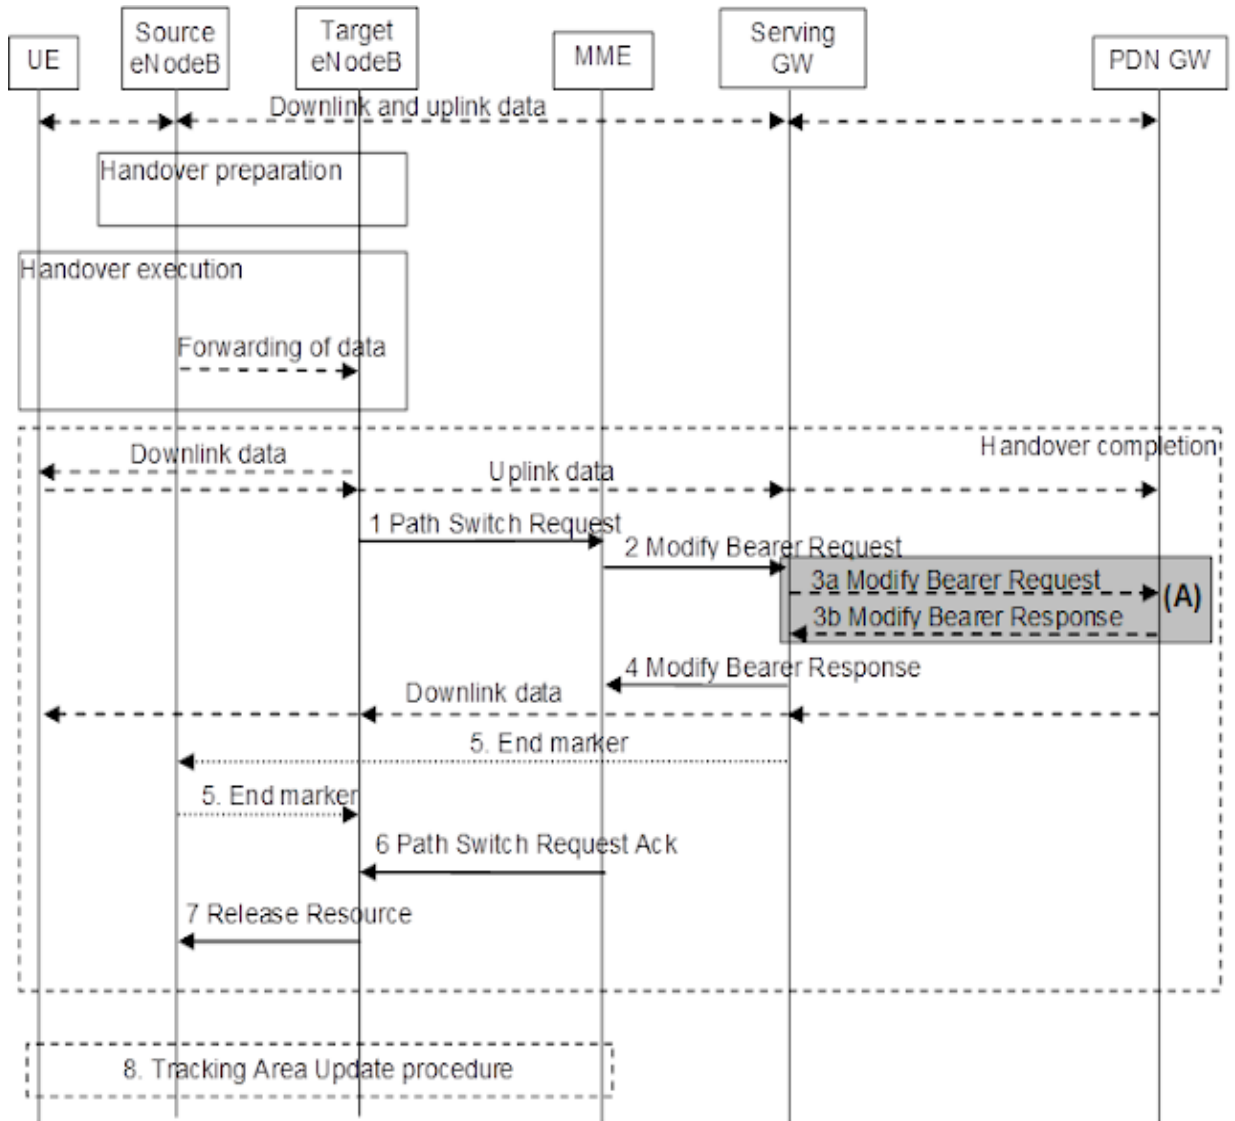 UE
Source
eNodeB
Target
eNodeB
MME
Serving
GW
PDN GW
Downlink and uplink data
Handover preparation
Handover execution
Forwarding of data
Handover completion
Downlink data
Uplink data
1 Path Switch Request
2 Modify Bearer Request
3a Modify Bearer Request
(A)
3b Modify Bearer Response
4 Modify Bearer Response
Downlink data
5. End marker
5. End marker
6 Path Switch Request Ack
7 Release Resource
8. Tracking Area Update procedure